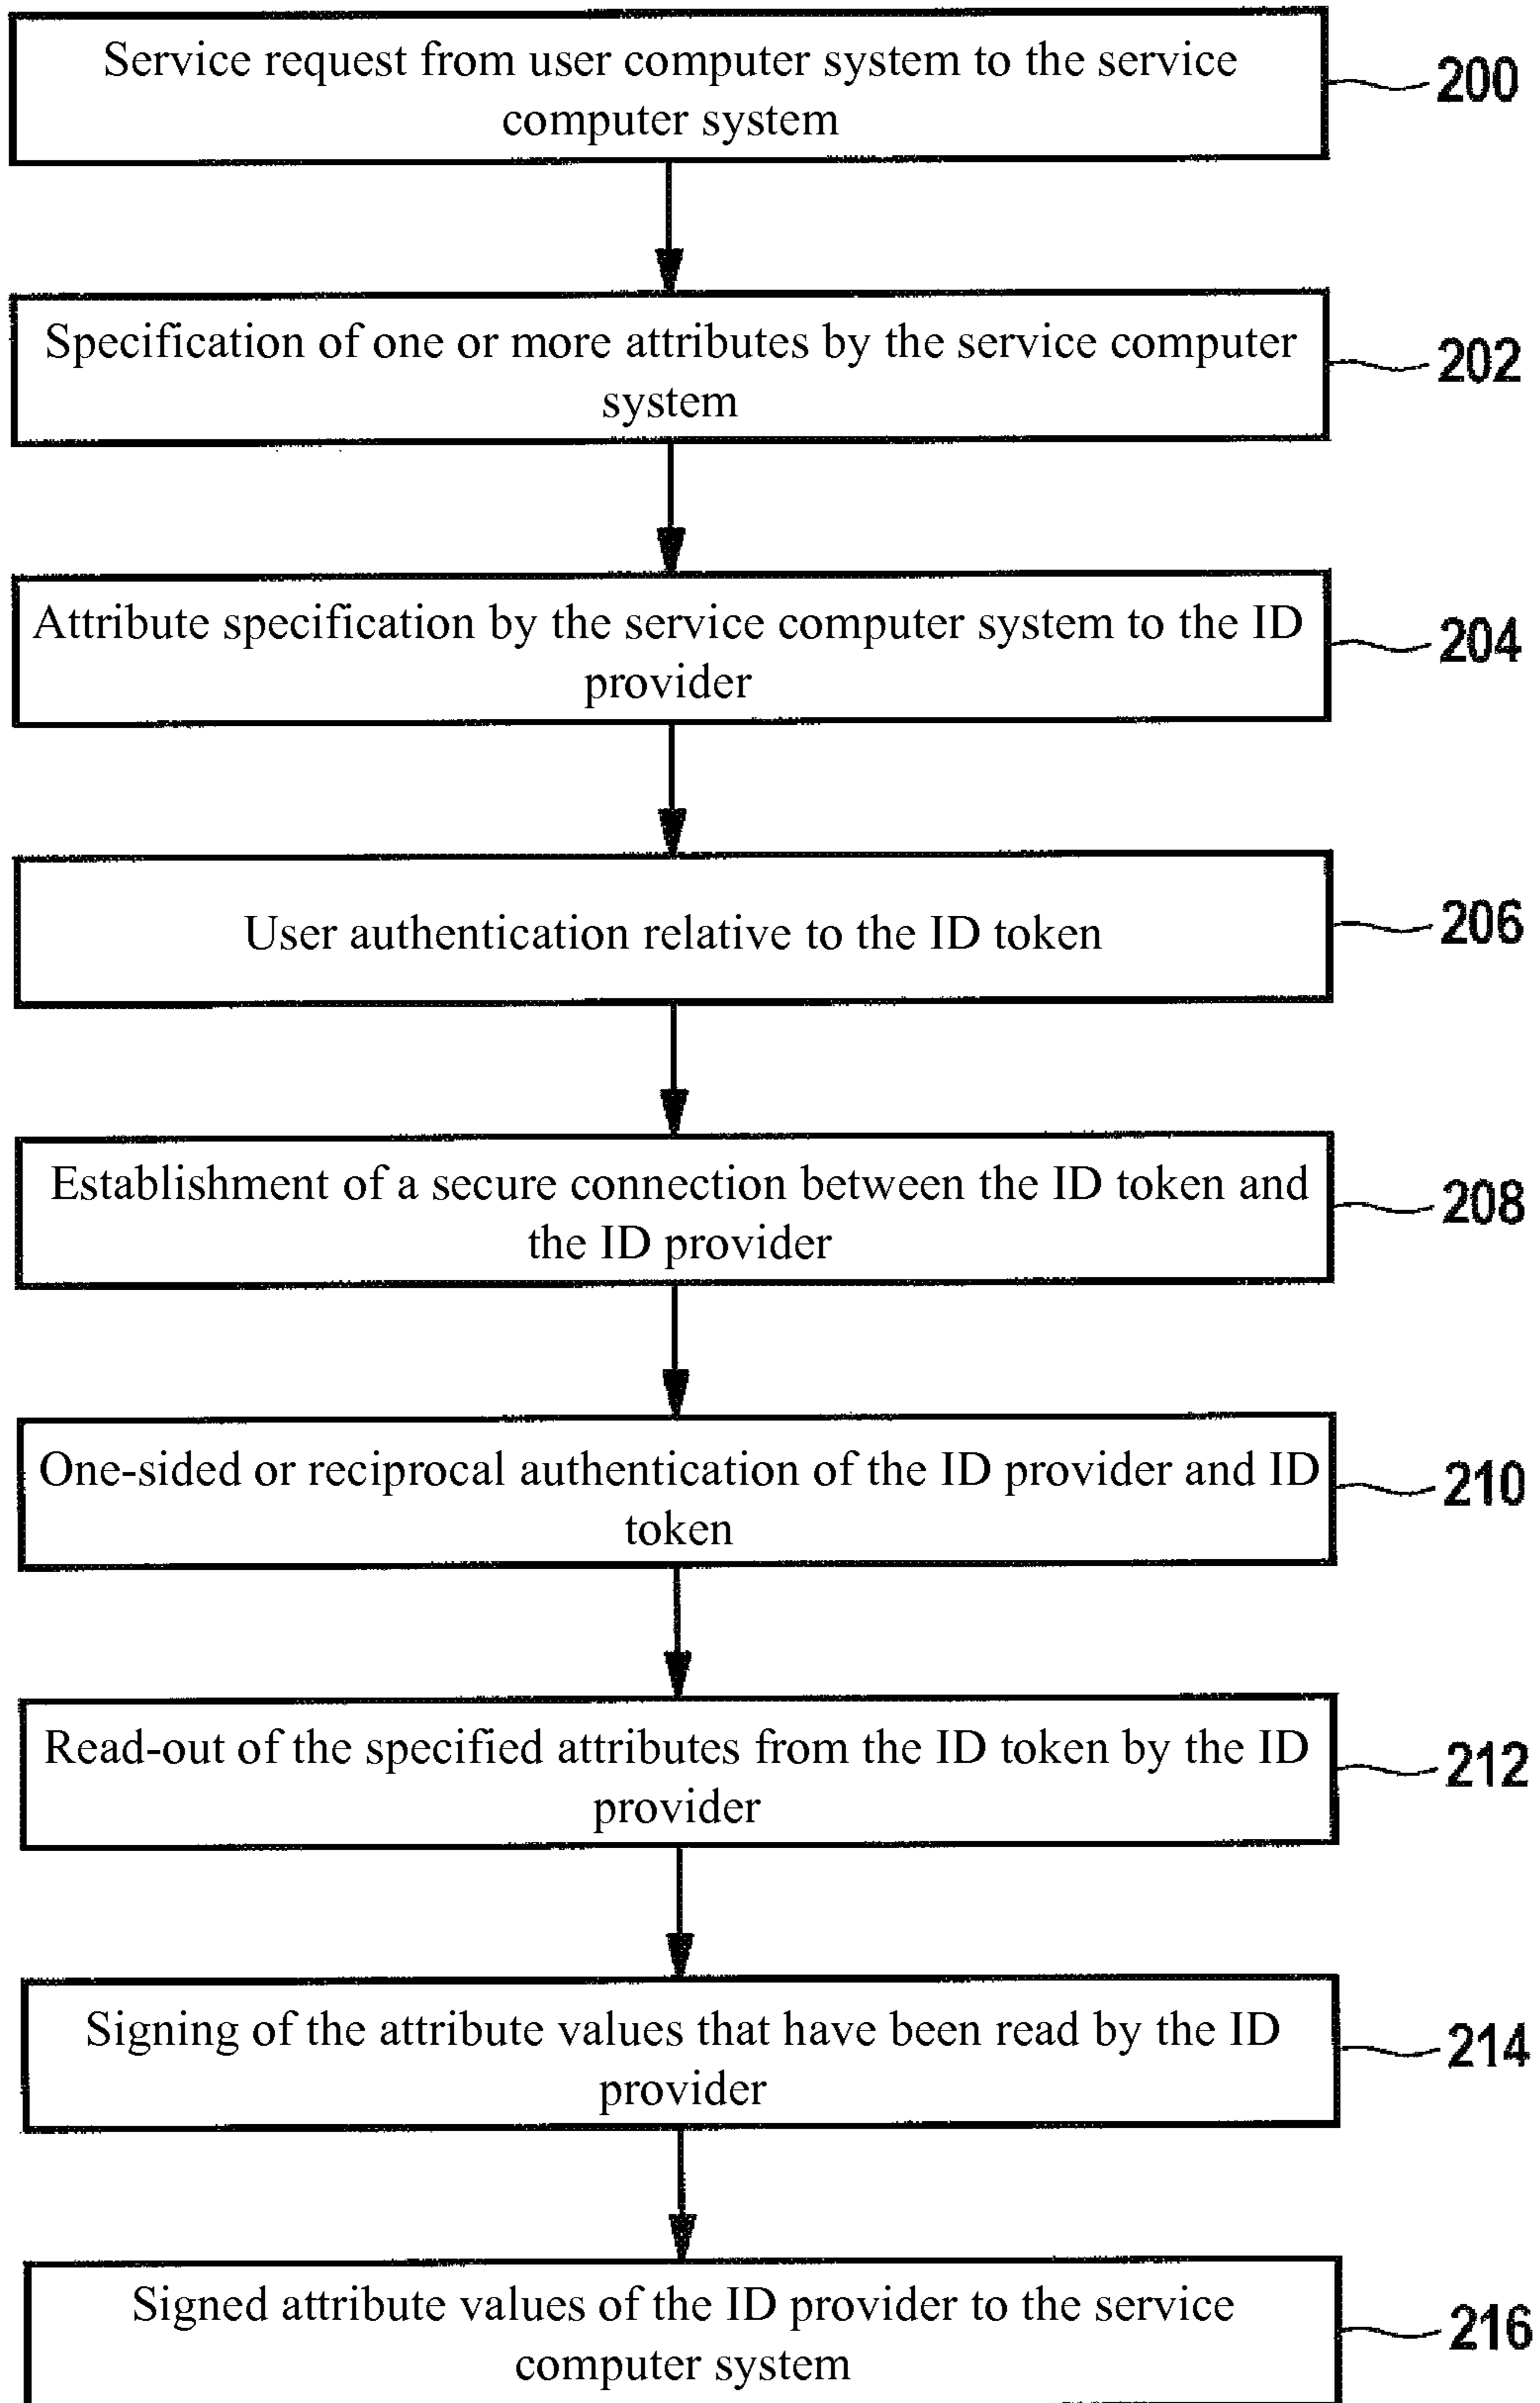 Service request from user computer system to the service
computer system
200
Specification of one or more attributes by the service computer
system
202
Attribute specification by the service computer system to the ID
provider
204
User authentication relative to the ID token
206
Establishment of a secure connection between the ID token and
the ID provider
208
One-sided or reciprocal authentication of the ID provider and ID
token
210
Read-out of the specified attributes from the ID token by the ID
provider
212
Signing of the attribute values that have been read by the ID
provider
214
Signed attribute values of the ID provider to the service
computer system
216